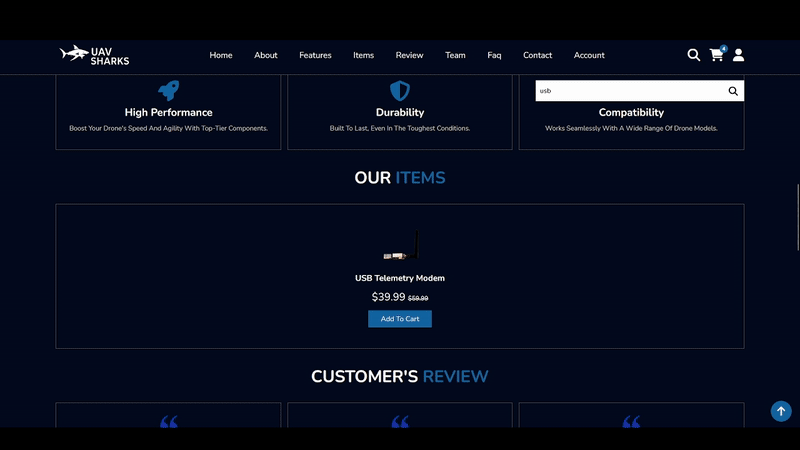 UAV
SHARKS
Home About Features Items Review Team Faq Contact Account
4
usb
High Performance
Boost Your Drone's Speed And Agility With Top-Tier Components.
Durability
Built To Last, Even In The Toughest Conditions.
Compatibility
Works Seamlessly With A Wide Range Of Drone Models.
OUR ITEMS
USB Telemetry Modem
$39.99 $59.99
Add To Cart
CUSTOMER'S REVIEW